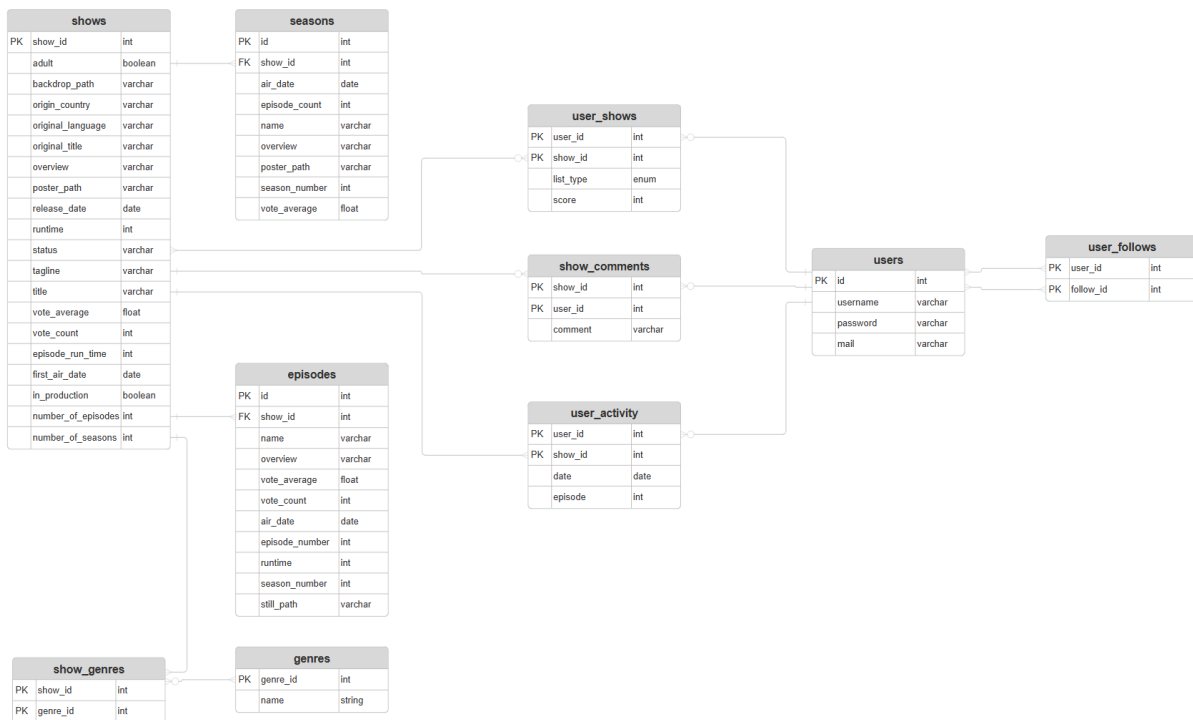 shows
PK show_id int
adult boolean
backdrop_path varchar
origin_country varchar
original_language varchar
original_title varchar
overview varchar
poster_path varchar
release_date date
runtime int
status varchar
tagline varchar
title varchar
vote_average float
vote_count int
episode_run_time int
first_air_date date
in_production boolean
number_of_episodes int
number_of_seasons int
seasons
PK id int
FK show_id int
air_date date
episode_count int
name varchar
overview varchar
poster_path varchar
season_number int
vote_average float
user_shows
PK user_id int
PK show_id int
list_type enum
score int
show_comments
PK show_id int
PK user_id int
comment varchar
users
PK id int
username varchar
password varchar
mail varchar
user_follows
PK user_id int
PK follow_id int
episodes
PK id int
FK show_id int
name varchar
overview varchar
vote_average float
vote_count int
air_date date
episode_number int
runtime int
season_number int
still_path varchar
user_activity
PK user_id int
PK show_id int
date date
episode int
show_genres
PK show_id int
PK genre_id int
genres
PK genre_id int
name string